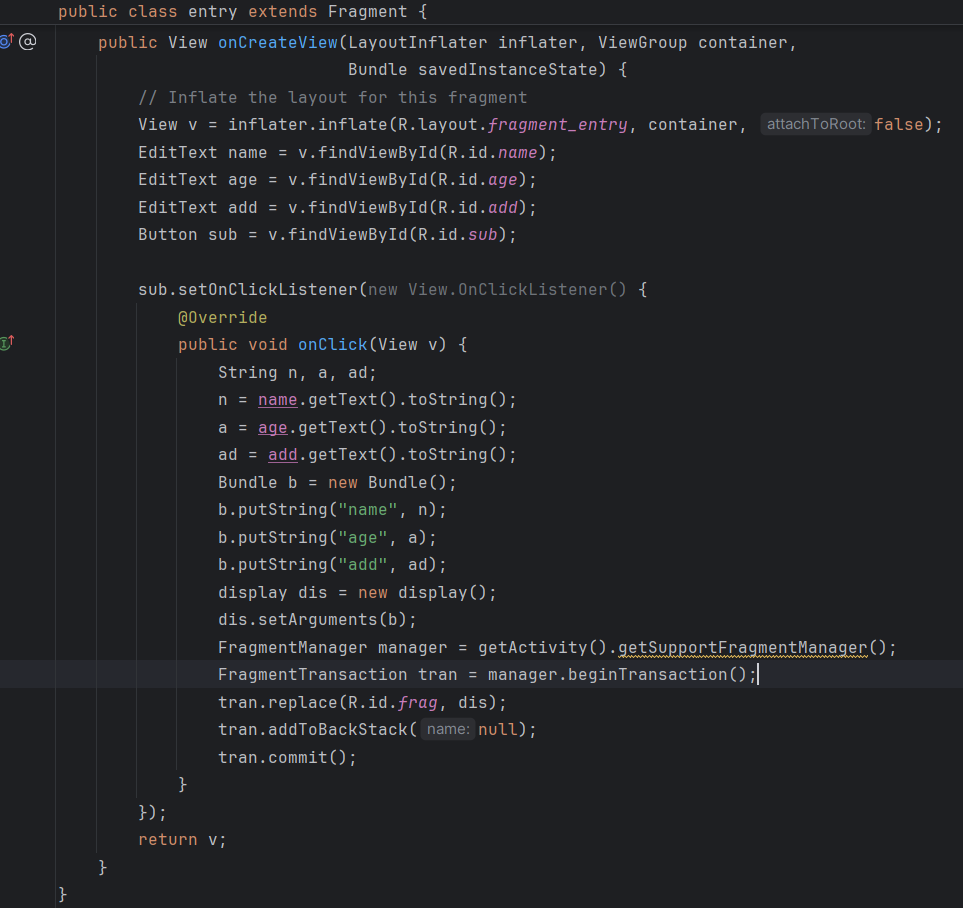 public class entry extends Fragment {
@ public View onCreateView(LayoutInflater inflater, ViewGroup container,
Bundle savedInstanceState) {
// Inflate the layout for this fragment
View v = inflater.inflate(R.layout.fragment_entry, container, attachToRoot: false);
EditText name = v.findViewById(R.id.name);
EditText age = v.findViewById(R.id.age);
EditText add = v.findViewById(R.id.add);
Button sub = v.findViewById(R.id.sub);
sub.setOnClickListener(new View.OnClickListener() {
@Override
public void onClick(View v) {
String n, a, ad;
n = name.getText().toString();
a = age.getText().toString();
ad = add.getText().toString();
Bundle b = new Bundle();
b.putString("name", n);
b.putString("age", a);
b.putString("add", ad);
display dis = new display();
dis.setArguments(b);
FragmentManager manager = getActivity().getSupportFragmentManager();
FragmentTransaction tran = manager.beginTransaction();
tran.replace(R.id.frag, dis);
tran.addToBackStack( name: null);
tran.commit();
}
});
return v;
}
}